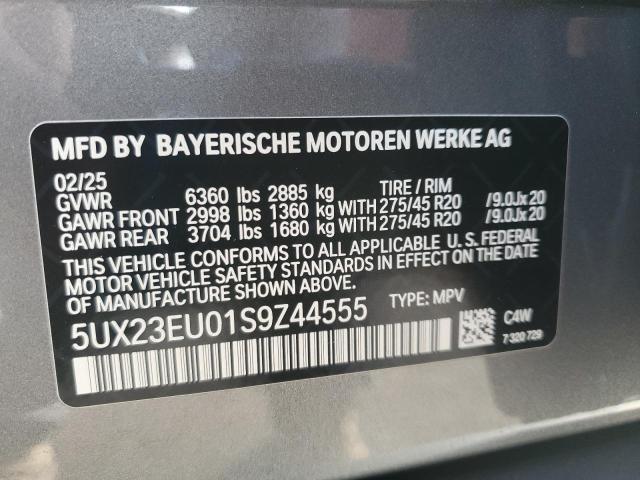 MFD BY BAYERISCHE MOTOREN WERKE AG
02/25 TIRE / RIM
GVWR 6360 lbs 2885 kg
GAWR FRONT 2998 lbs 1360 kg WITH 275/45 R20 /9.0Jx20
GAWR REAR 3704 lbs 1680 kg WITH 275/45 R20 /9.0Jx20
THIS VEHICLE CONFORMS TO ALL APPLICABLE U.S. FEDERAL
MOTOR VEHICLE SAFETY STANDARDS IN EFFECT ON THE DATE
OF MANUFACTURE SHOWN ABOVE.
5UX23EU01S9Z44555 TYPE: MPV
C4W
7 320 729